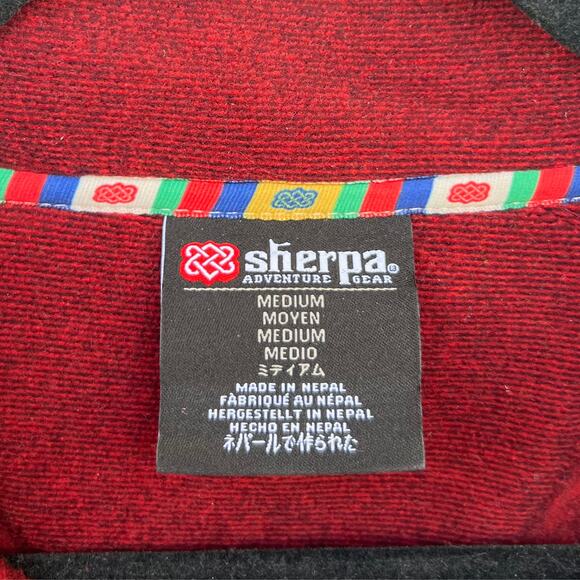 sherpa®
ADVENTURE GEAR
MEDIUM
MOYEN
MEDIUM
MEDIO
ミディアム
MADE IN NEPAL
FÀBRIQUÉ AU NÉPAL
HERGESTELLT IN NEPAL
HECHO EN NEPAL
ネパールで作られた